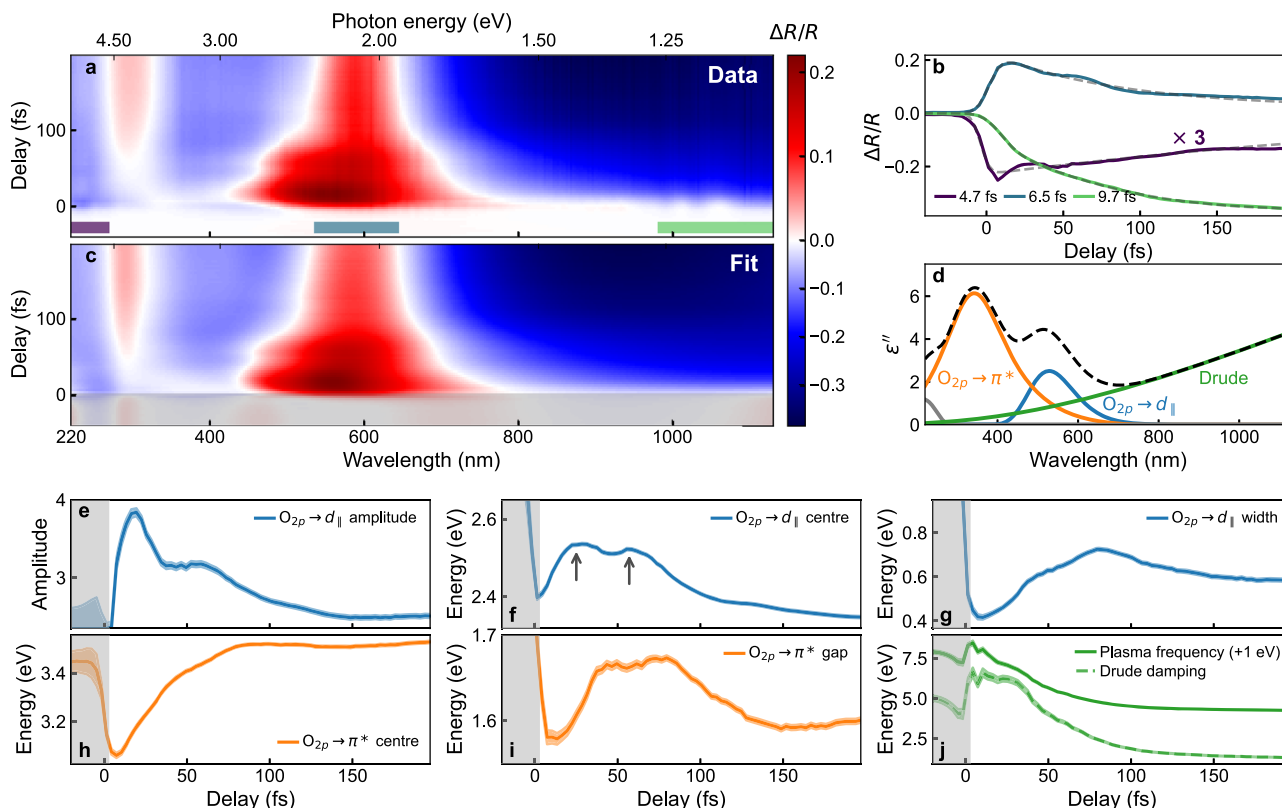 Photon energy (eV)
4.50 3.00 2.00 1.50 1.25
ΔR/R
a
Data
Delay (fs)
100
0
0.2
0.1
0.0
−0.1
−0.2
−0.3
c
Fit
Delay (fs)
100
0
220 400 600 800 1000
Wavelength (nm)
b
ΔR/R
0.2
0.0
−0.2
× 3
4.7 fs 6.5 fs 9.7 fs
0 50 100 150
Delay (fs)
d
ε″
6
4
2
0
O₂ₚ→π*
Drude
O₂ₚ→d∥
400 600 800 1000
Wavelength (nm)
e
Amplitude
4
3
O₂ₚ→d∥ amplitude
f
Energy (eV)
2.6
2.4
O₂ₚ→d∥ centre
g
Energy (eV)
0.8
0.6
0.4
O₂ₚ→d∥ width
h
Energy (eV)
3.4
3.2
O₂ₚ→π* centre
0 50 100 150
Delay (fs)
i
Energy (eV)
1.7
1.6
O₂ₚ→π* gap
0 50 100 150
Delay (fs)
j
Energy (eV)
7.5
5.0
2.5
Plasma frequency (+1 eV)
Drude damping
0 50 100 150
Delay (fs)